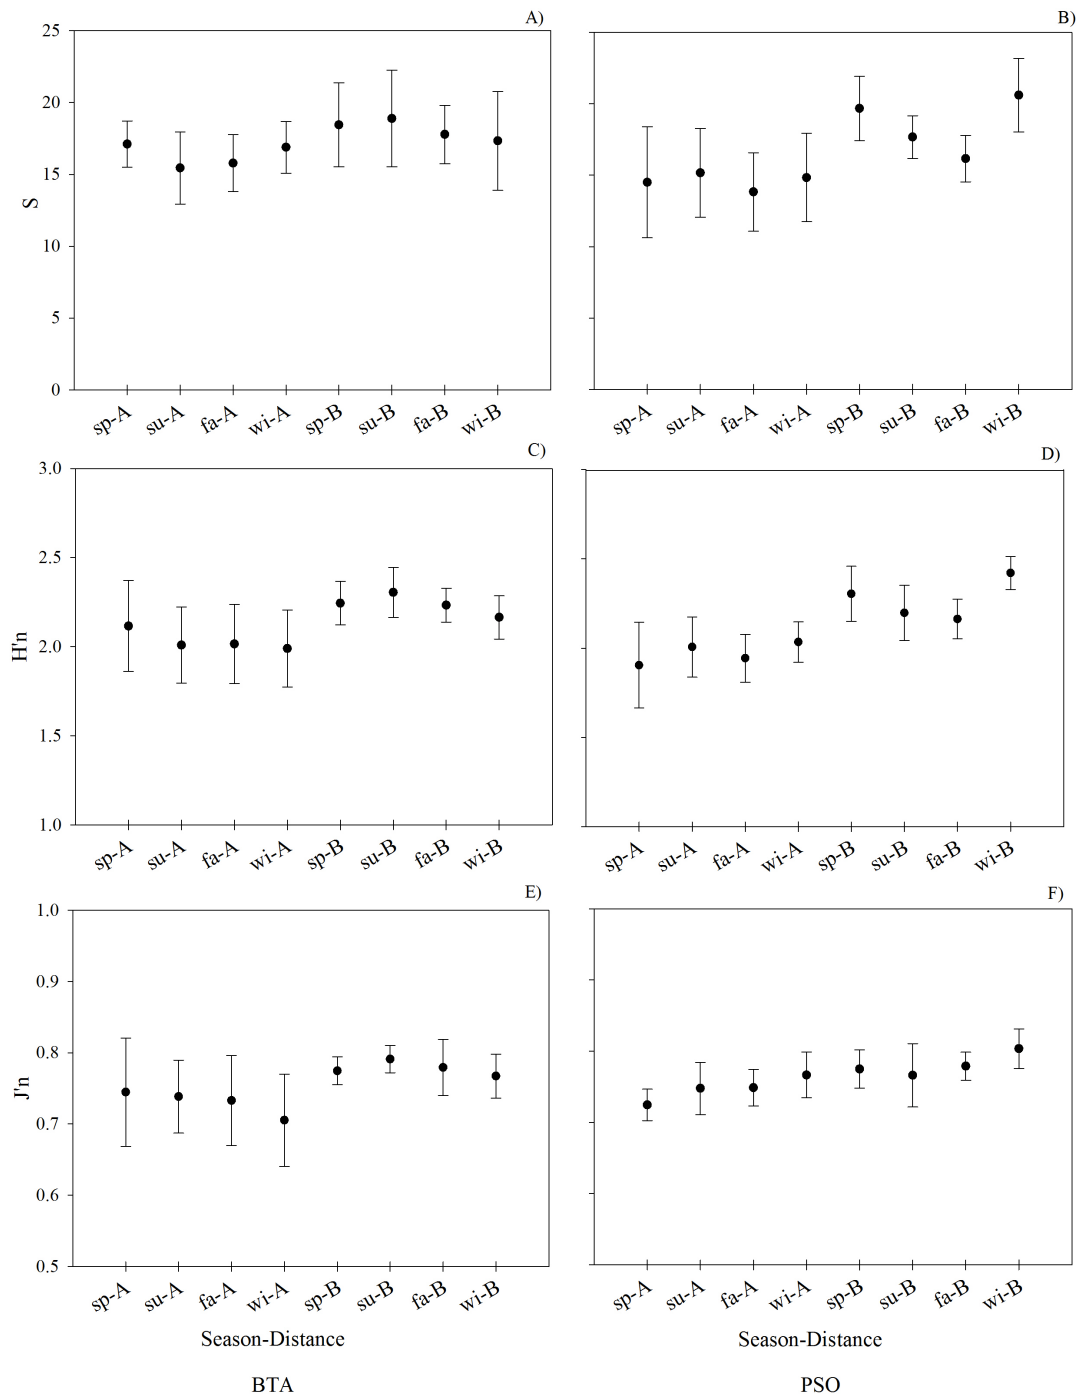 A)
B)
25
20
15
10
5
0
S
sp-A su-A fa-A wi-A sp-B su-B fa-B wi-B
sp-A su-A fa-A wi-A sp-B su-B fa-B wi-B
C)
D)
3.0
2.5
2.0
1.5
1.0
H'n
sp-A su-A fa-A wi-A sp-B su-B fa-B wi-B
sp-A su-A fa-A wi-A sp-B su-B fa-B wi-B
E)
F)
1.0
0.9
0.8
0.7
0.6
0.5
J'n
sp-A su-A fa-A wi-A sp-B su-B fa-B wi-B
sp-A su-A fa-A wi-A sp-B su-B fa-B wi-B
Season-Distance
Season-Distance
BTA
PSO